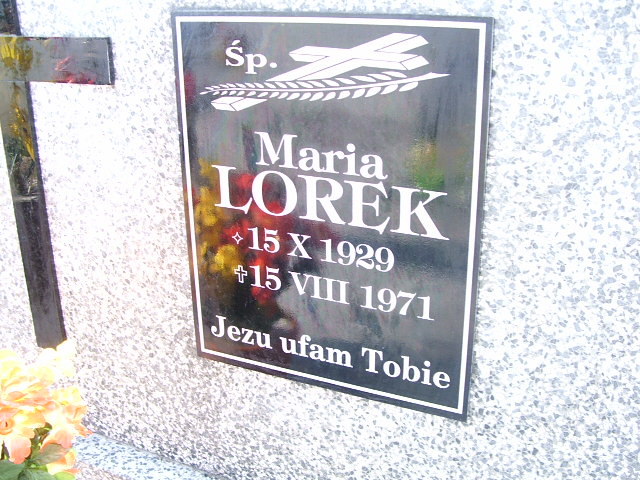 Śp.
Maria
LOREK
✧ 15 X 1929
✝ 15 VIII 1971
Jezu ufam Tobie